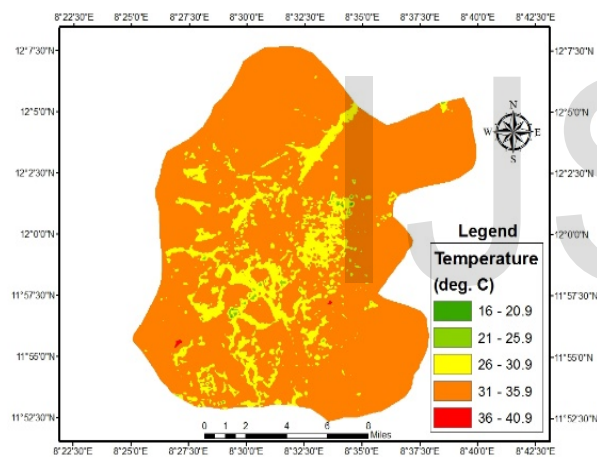 8°22'30"E 8°25'0"E 8°27'30"E 8°30'0"E 8°32'30"E 8°35'0"E 8°37'30"E 8°40'0"E 8°42'30"E
12°7'30"N 12°7'30"N
12°5'0"N 12°5'0"N
N
W E
S
12°2'30"N 12°2'30"N
IJS
12°0'0"N 12°0'0"N
Legend
Temperature
(deg. C)
11°57'30"N 11°57'30"N
16 - 20.9
21 - 25.9
11°55'0"N 11°55'0"N
26 - 30.9
31 - 35.9
36 - 40.9
11°52'30"N 11°52'30"N
0 0.5 1 2 4 6 8
Miles
8°22'30"E 8°25'0"E 8°27'30"E 8°30'0"E 8°32'30"E 8°35'0"E 8°37'30"E 8°40'0"E 8°42'30"E